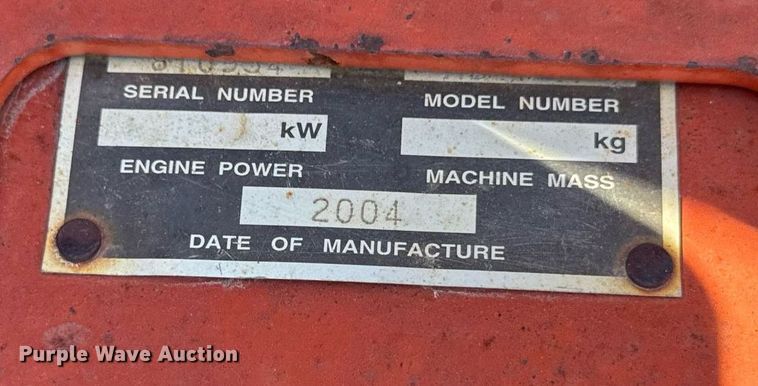 SERIAL NUMBER MODEL NUMBER
kW kg
ENGINE POWER MACHINE MASS
2004
DATE OF MANUFACTURE
Purple Wave Auction